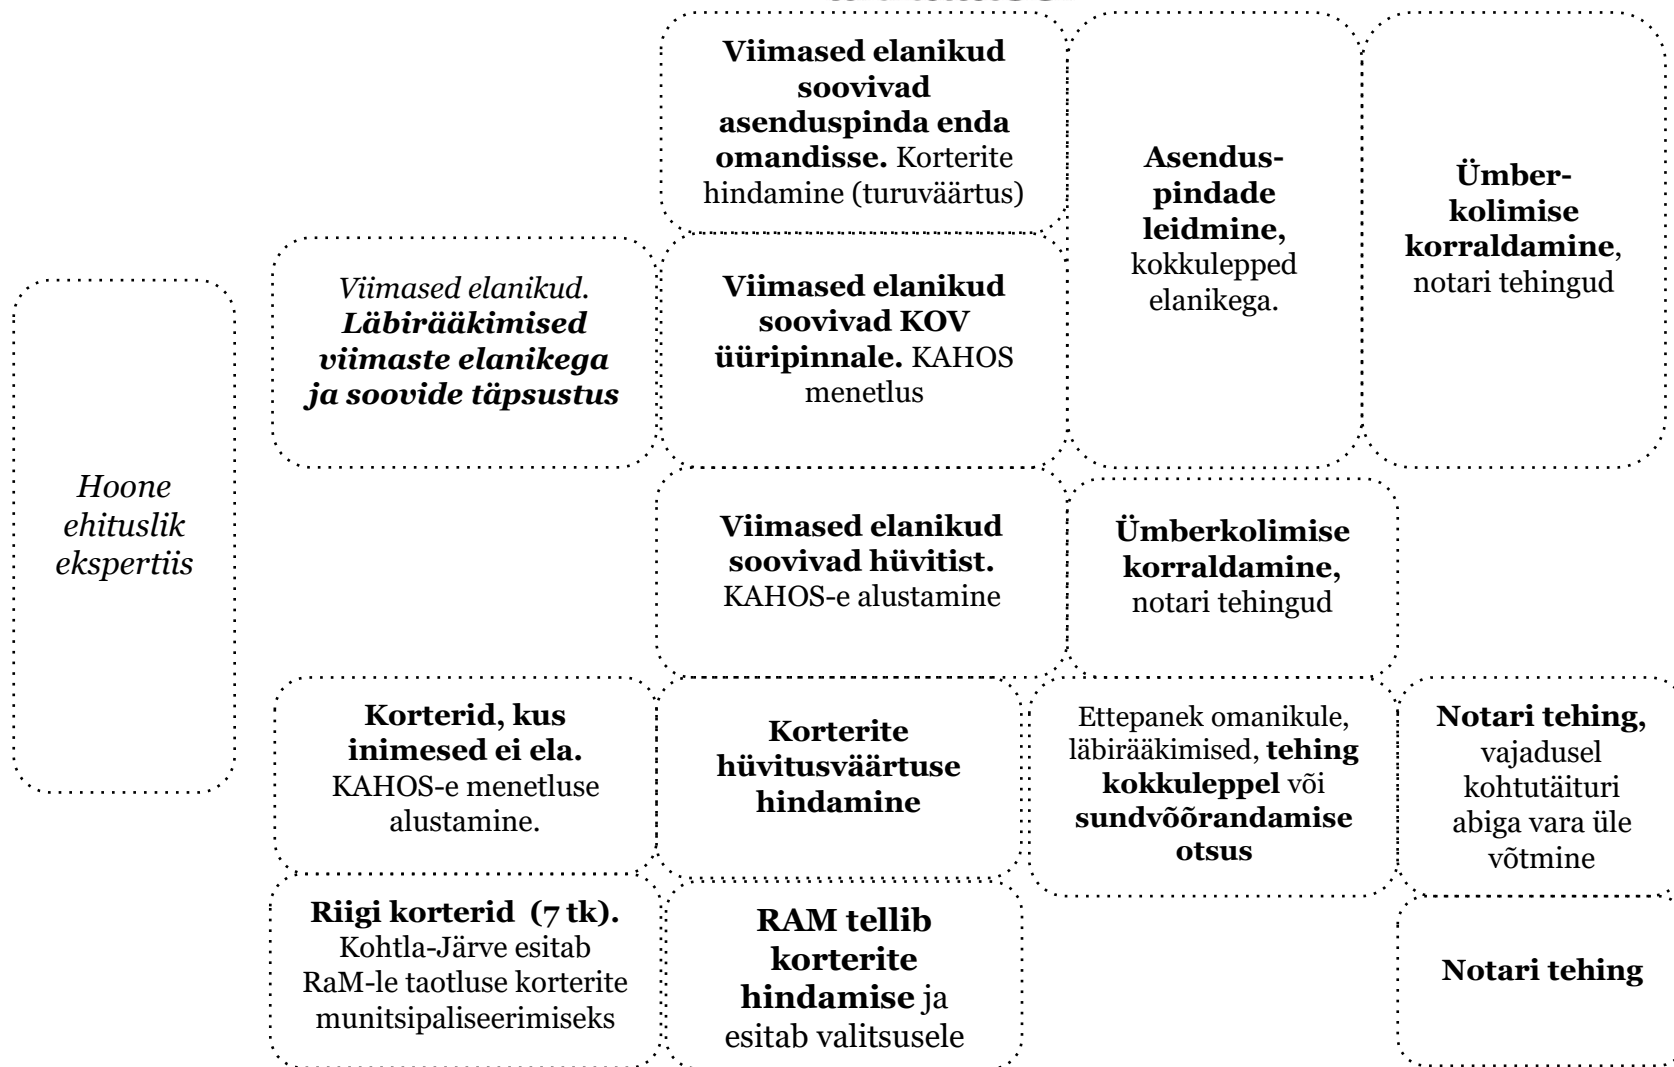 Viimased elanikud
soovivad
asenduspinda enda
omandisse. Korterite
hindamine (turuväärtus)
Asendus-
pindade
leidmine,
kokkulepped
elanikega.
Ümber-
kolimise
korraldamine,
notari tehingud
Viimased elanikud.
Läbirääkimised
viimaste elanikega
ja soovide täpsustus
Viimased elanikud
soovivad KOV
üüripinnale. KAHOS
menetlus
Hoone
ehituslik
ekspertiis
Viimased elanikud
soovivad hüvitist.
KAHOS-e alustamine
Ümberkolimise
korraldamine,
notari tehingud
Korterid, kus
inimesed ei ela.
KAHOS-e menetluse
alustamine.
Korterite
hüvitusväärtuse
hindamine
Ettepanek omanikule,
läbirääkimised, tehing
kokkuleppel või
sundvõõrandamise
otsus
Notari tehing,
vajadusel
kohtutäituri
abiga vara üle
võtmine
Riigi korterid (7 tk).
Kohtla-Järve esitab
RaM-le taotluse korterite
munitsipaliseerimiseks
RAM tellib
korterite
hindamise ja
esitab valitsusele
Notari tehing